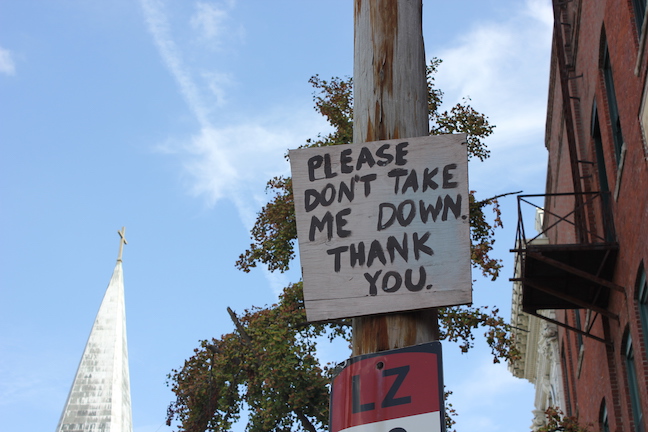 PLEASE
DON'T TAKE
ME DOWN.
THANK
YOU.
LZ